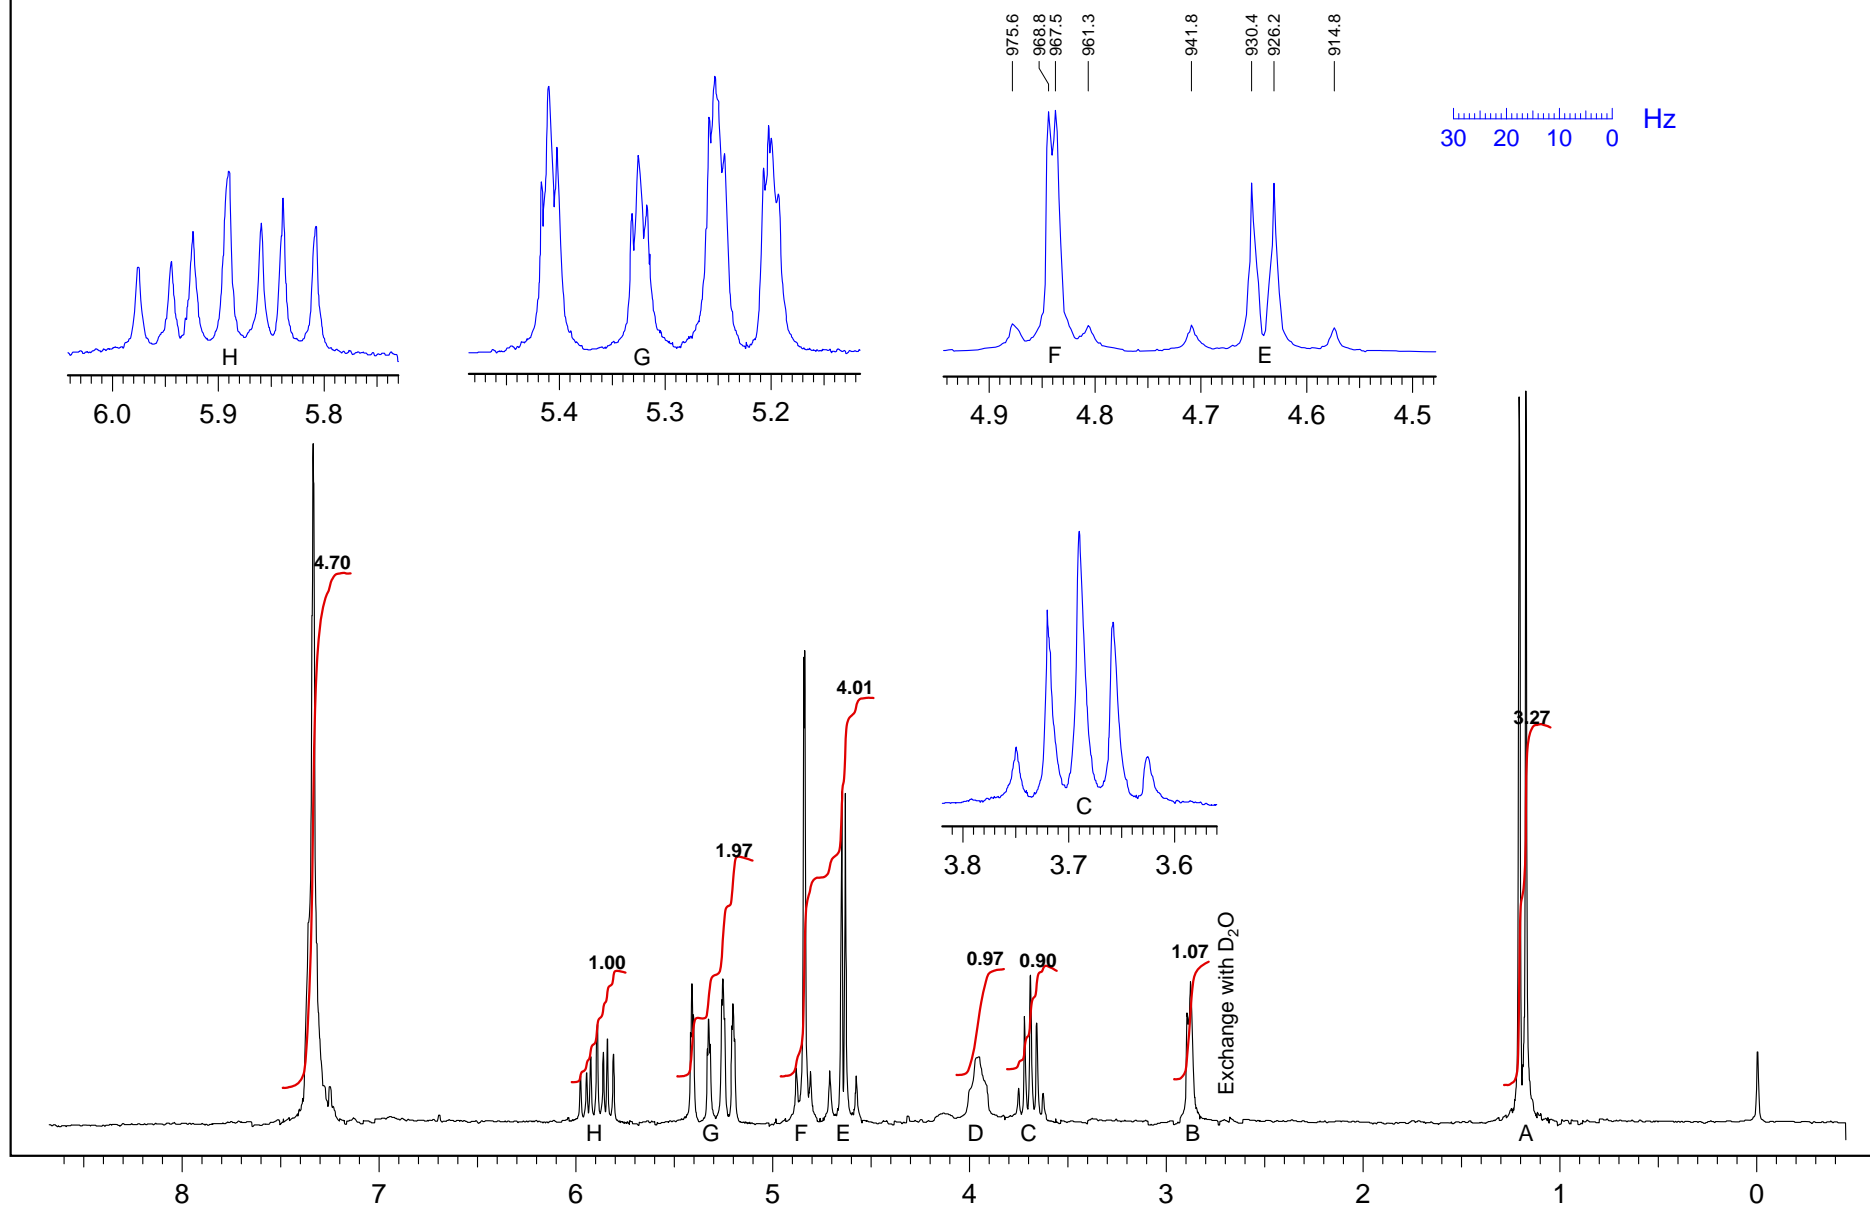 975.6 968.8 967.5 961.3 941.8 930.4 926.2 914.8
Hz
30 20 10 0
H G F E
6.0 5.9 5.8 5.4 5.3 5.2 4.9 4.8 4.7 4.6 4.5
4.70
4.01
3.27
C
3.8 3.7 3.6
1.97
1.00 0.97 0.90 1.07
Exchange with D₂O
H G F E D C B A
8 7 6 5 4 3 2 1 0